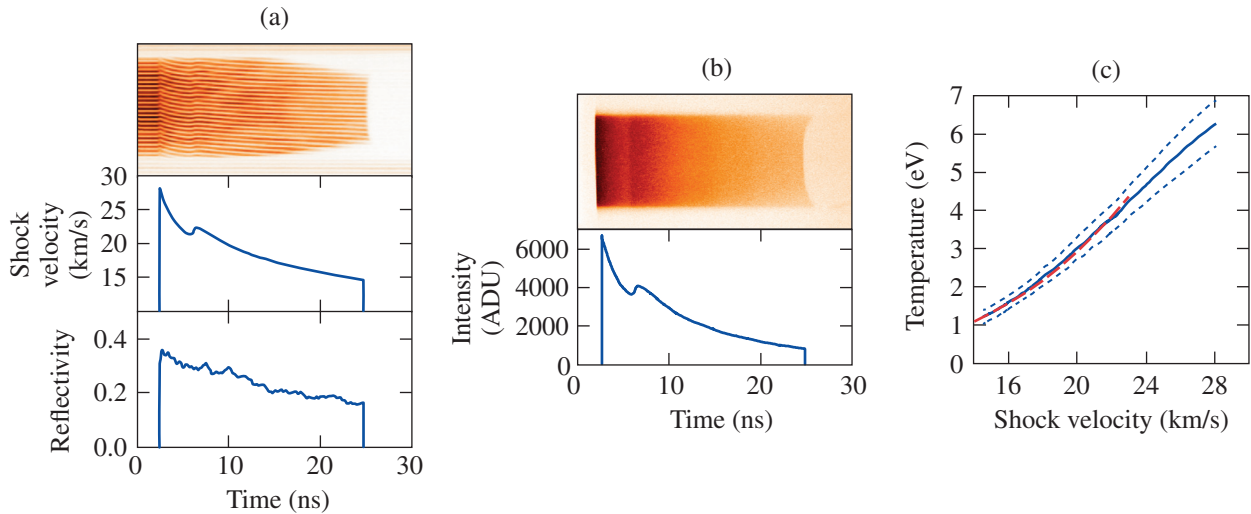 (a)
30
25
20
15
Shock
velocity
(km/s)
0.4
0.2
0.0
Reflectivity
0 10 20 30
Time (ns)
(b)
6000
4000
2000
0
Intensity
(ADU)
0 10 20 30
Time (ns)
(c)
7
6
5
4
3
2
1
0
Temperature (eV)
16 20 24 28
Shock velocity (km/s)